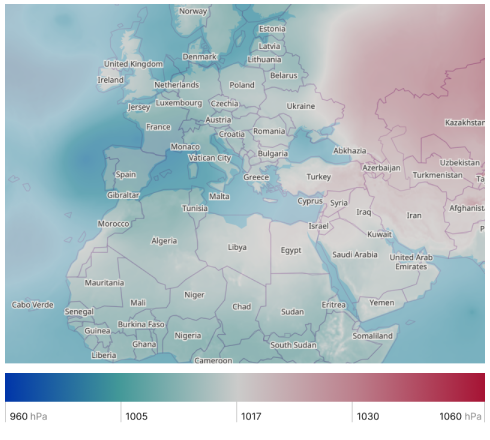 Norway
Estonia
Latvia
Denmark
Lithuania
United Kingdom
Belarus
Ireland
Netherlands
Poland
Jersey
Luxembourg
Czechia
Ukraine
Austria
Kazakhstan
France
Croatia
Romania
Monaco
Abkhazia
Bulgaria
Vatican City
Uzbekistan
Azerbaijan
Spain
Greece
Turkey
Turkmenistan
Gibraltar
Malta
Cyprus
Syria
Tunisia
Iraq
Iran
Morocco
Israel
Kuwait
Algeria
Libya
Egypt
Saudi Arabia
United Arab
Emirates
Mauritania
Niger
Cabo Verde
Mali
Chad
Eritrea
Yemen
Senegal
Sudan
Burkina Faso
Guinea
Nigeria
Somaliland
Ghana
South Sudan
Liberia
Cameroon
960 hPa
1005
1017
1030
1060 hPa